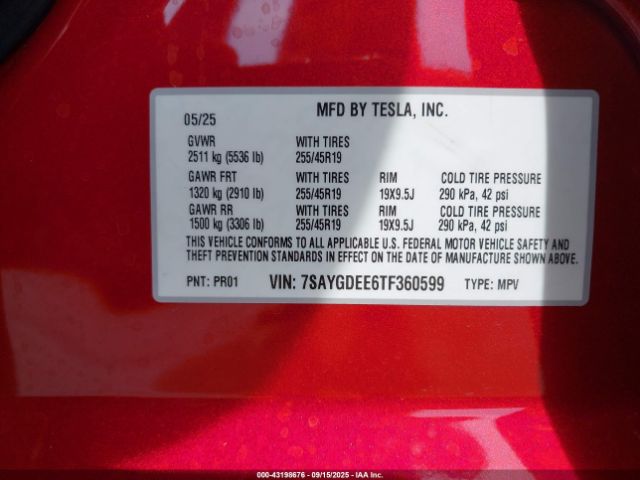 05/25 MFD BY TESLA, INC.
GVWR WITH TIRES
2511 kg (5536 lb) 255/45R19
GAWR FRT WITH TIRES RIM COLD TIRE PRESSURE
1320 kg (2910 lb) 255/45R19 19X9.5J 290 kPa, 42 psi
GAWR RR WITH TIRES RIM COLD TIRE PRESSURE
1500 kg (3306 lb) 255/45R19 19X9.5J 290 kPa, 42 psi
THIS VEHICLE CONFORMS TO ALL APPLICABLE U.S. FEDERAL MOTOR VEHICLE SAFETY AND
THEFT PREVENTION STANDARDS IN EFFECT ON THE DATE OF MANUFACTURE SHOWN ABOVE.
PNT: PR01 VIN: 7SAYGDEE6TF360599 TYPE: MPV
000-43198676 - 09/15/2025 - IAA Inc.